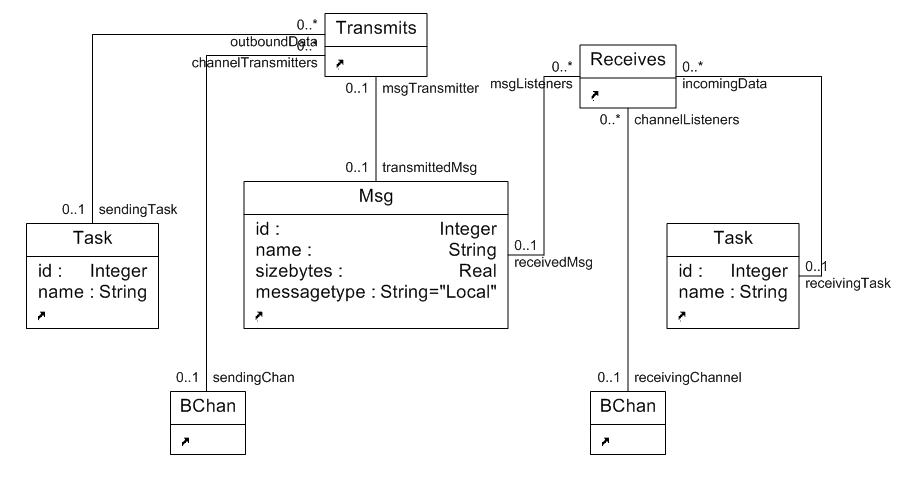 0..*
Transmits
outboundData
0..*
channelTransmitters
0..1 msgTransmitter
0..*
Receives
0..*
msgListeners
incomingData
0..* channelListeners
0..1 transmittedMsg
Msg
id : Integer
name : String
sizebytes : Real
messagetype : String="Local"
0..1
receivedMsg
0..1 sendingTask
Task
id : Integer
name : String
Task
id : Integer
name : String
0..1
receivingTask
0..1 sendingChan
BChan
0..1 receivingChannel
BChan